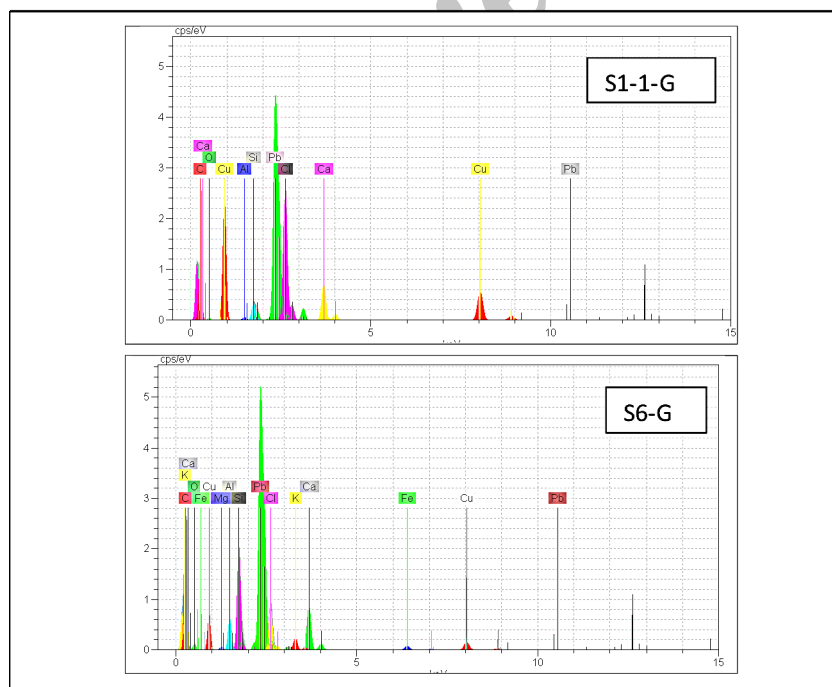 cps/eV
5
4
3
2
1
0
S1-1-G
Ca
O Si Pb
C Cu Al Cl Ca Cu Pb
0 5 10 15
cps/eV
5
4
3
2
1
0
S6-G
Ca
K
O Cu Al Pb Ca
C Fe Mg Si Cl K Fe Cu Pb
0 5 10 15